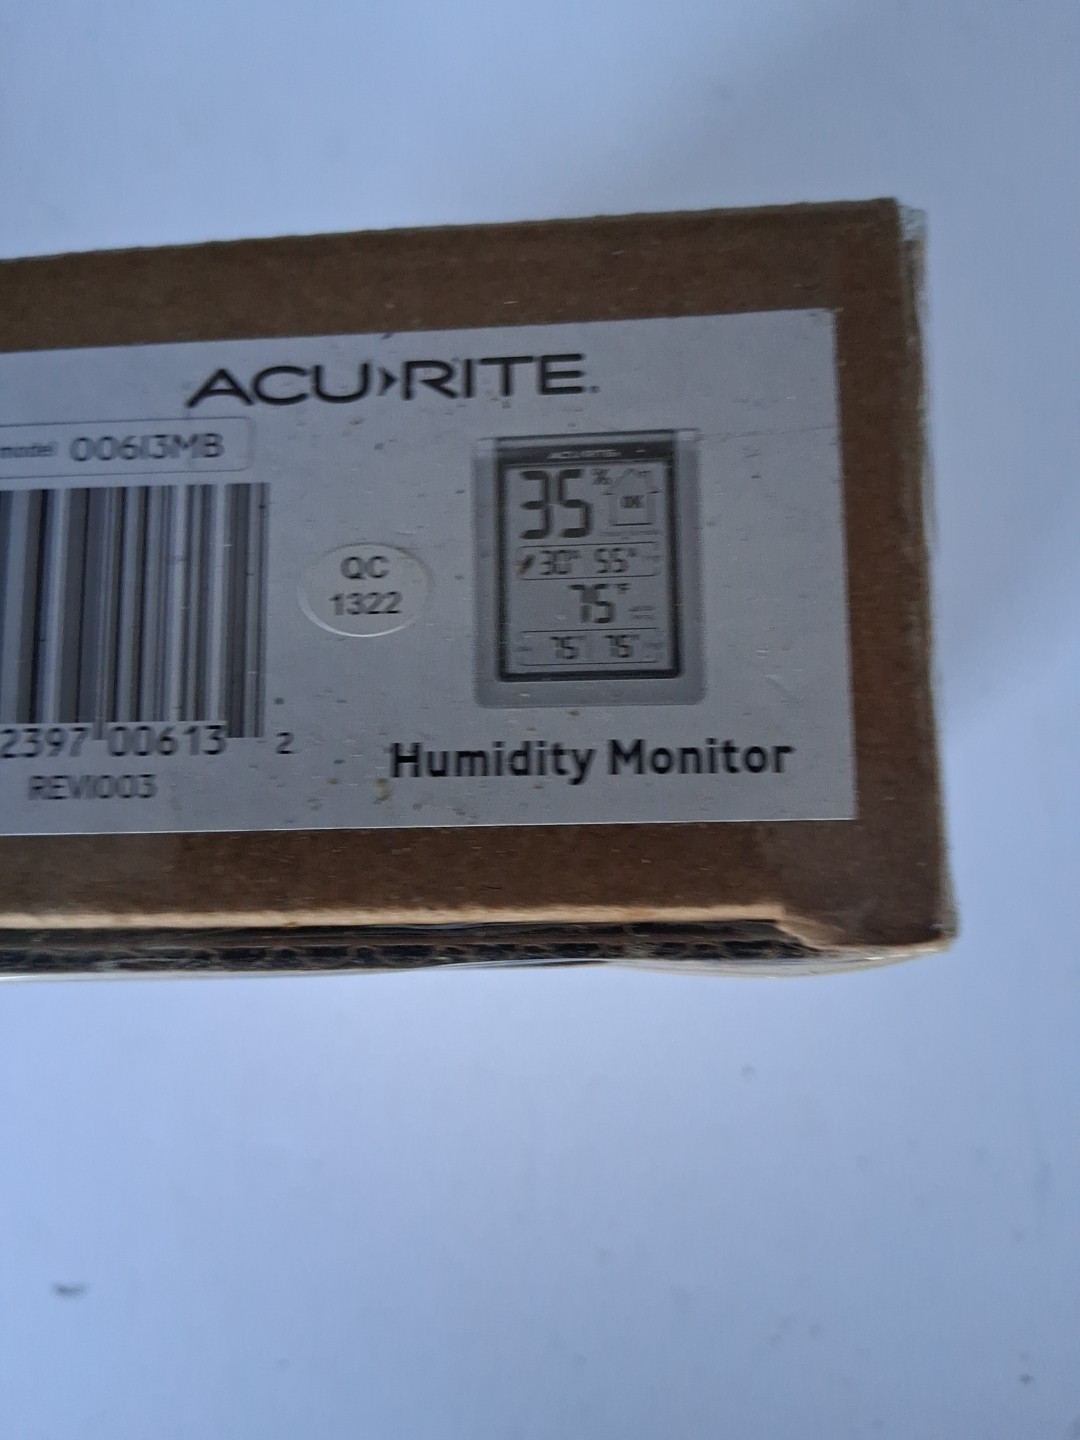 ACU>RITE.
model 00613MB
ACURITE
35%
OK
30% 55%
75°F
75° 75°
QC
1322
2397 00613 2
REV1003
Humidity Monitor